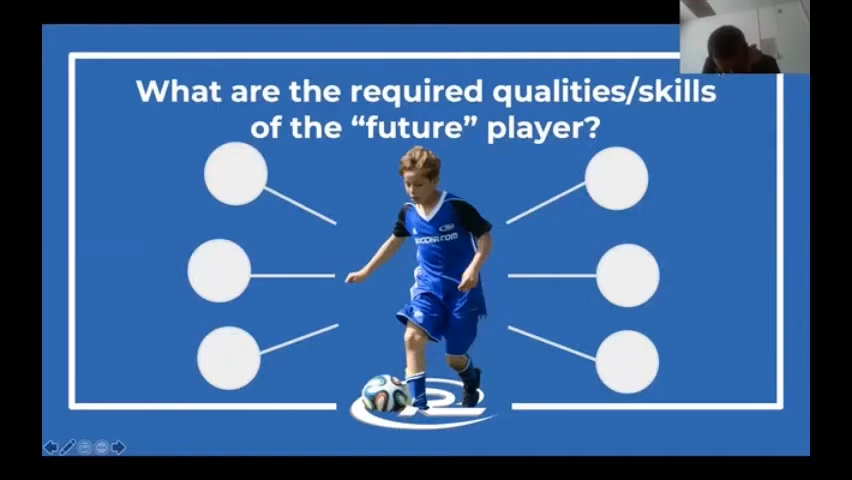 What are the required qualities/skills
of the “future” player?